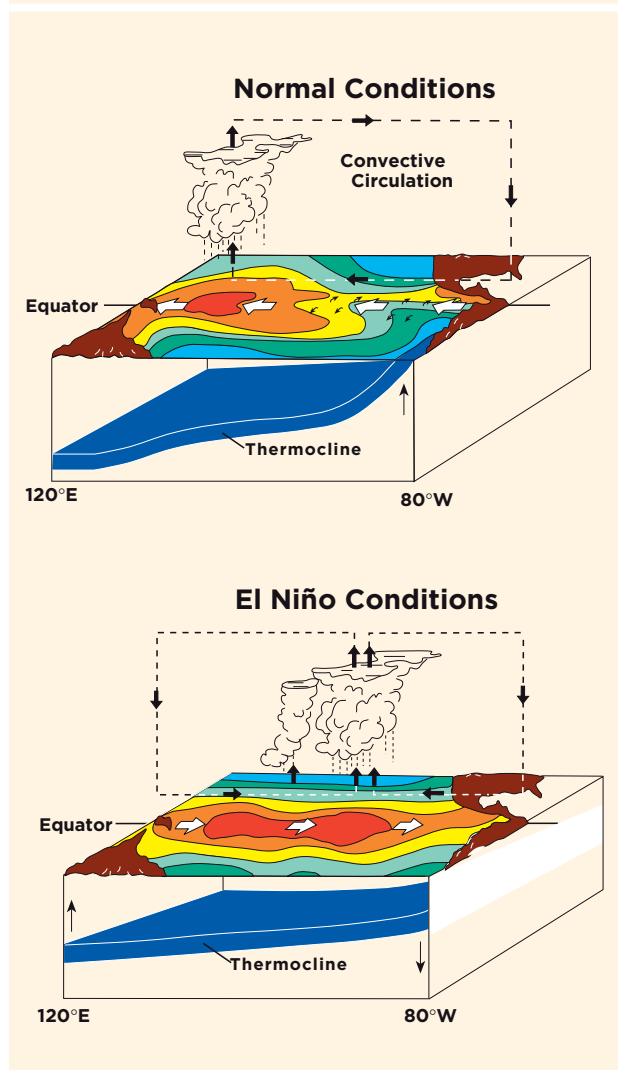 Normal Conditions
Convective
Circulation
Equator
Thermocline
120°E
80°W
El Niño Conditions
Equator
Thermocline
120°E
80°W